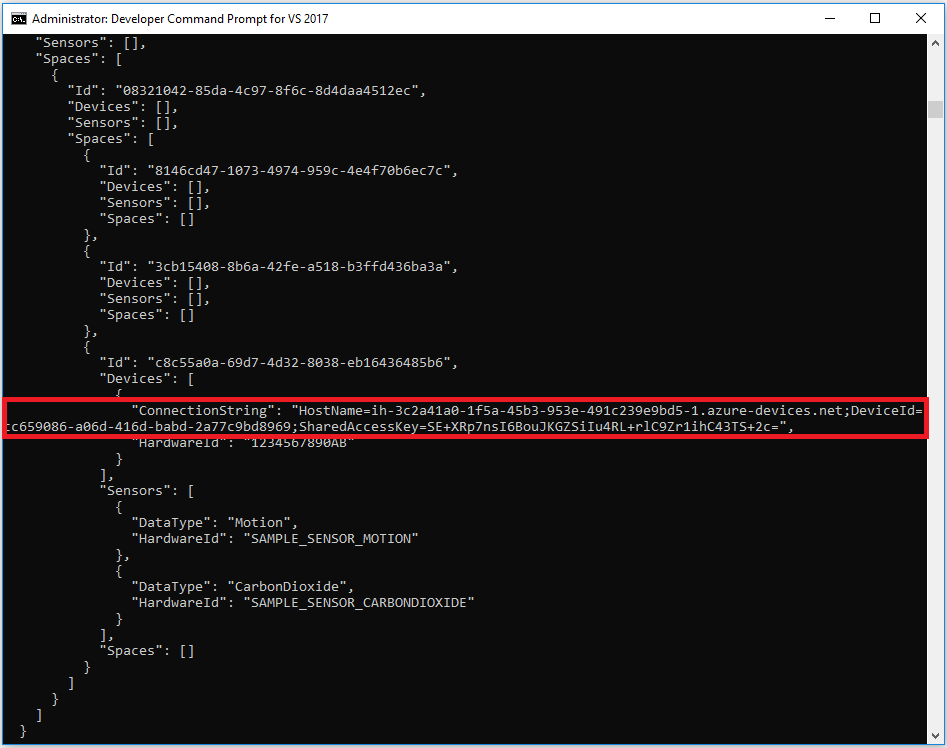 Administrator: Developer Command Prompt for VS 2017
"Sensors": [],
"Spaces": [
{
"Id": "08321042-85da-4c97-8f6c-8d4daa4512ec",
"Devices": [],
"Sensors": [],
"Spaces": [
{
"Id": "8146cd47-1073-4974-959c-4e4f70b6ec7c",
"Devices": [],
"Sensors": [],
"Spaces": []
},
{
"Id": "3cb15408-8b6a-42fe-a518-b3ffd436ba3a",
"Devices": [],
"Sensors": [],
"Spaces": []
},
{
"Id": "c8c55a0a-69d7-4d32-8038-eb16436485b6",
"Devices": [
{
"ConnectionString": "HostName=ih-3c2a41a0-1f5a-45b3-953e-491c239e9bd5-1.azure-devices.net;DeviceId=
cc659086-a06d-416d-babd-2a77c9bd8969;SharedAccessKey=SE+XRp7nsI6BouJKGZSiIu4RL+rlC9Zr1ihC43TS+2c=",
"HardwareId": "1234567890AB"
}
],
"Sensors": [
{
"DataType": "Motion",
"HardwareId": "SAMPLE_SENSOR_MOTION"
},
{
"DataType": "CarbonDioxide",
"HardwareId": "SAMPLE_SENSOR_CARBONDIOXIDE"
}
],
"Spaces": []
}
]
}
]
}